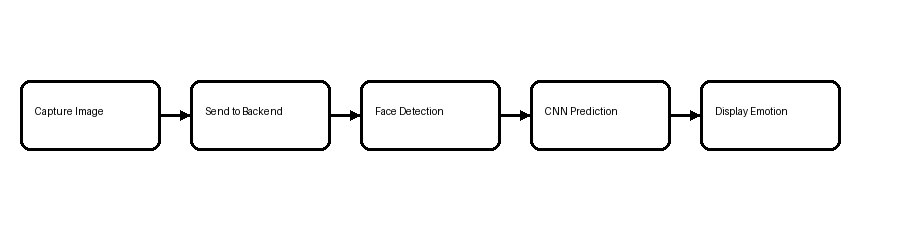 Capture Image
Send to Backend
Face Detection
CNN Prediction
Display Emotion